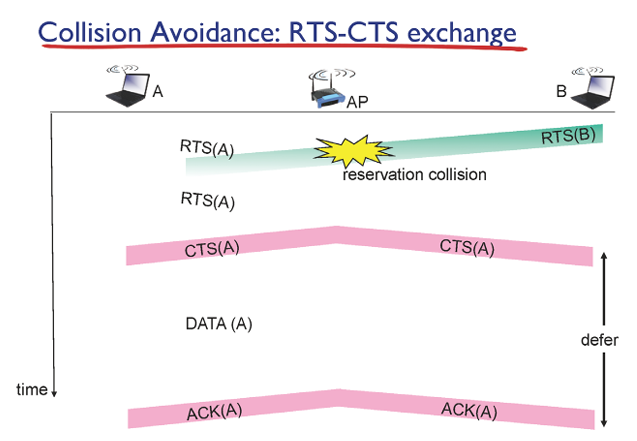 Collision Avoidance: RTS-CTS exchange
A
AP
B
RTS(A)
RTS(B)
reservation collision
RTS(A)
CTS(A)
CTS(A)
DATA (A)
defer
time
ACK(A)
ACK(A)